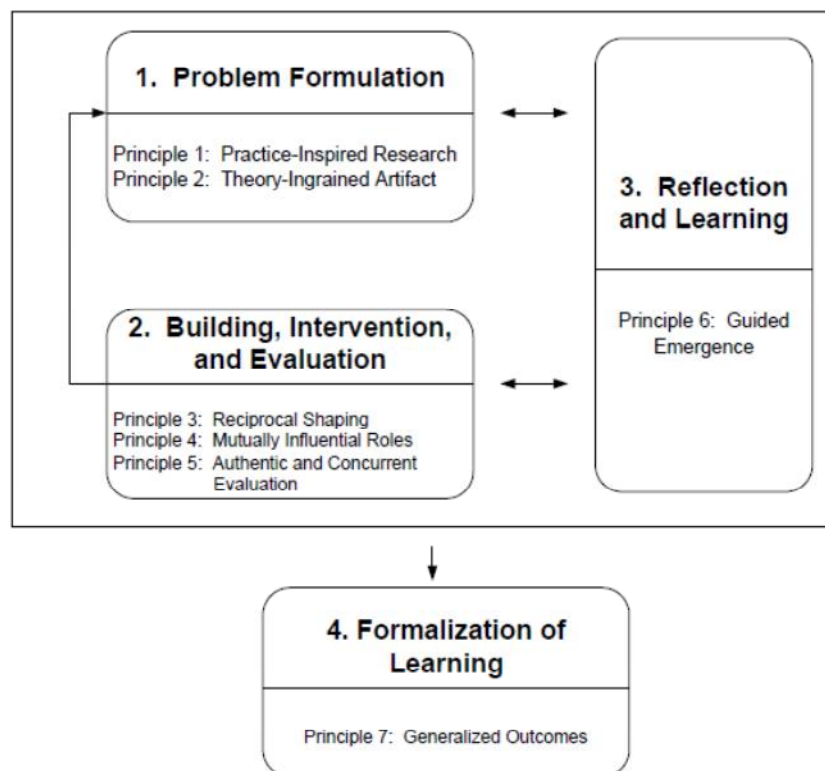 1. Problem Formulation
Principle 1: Practice-Inspired Research
Principle 2: Theory-Ingrained Artifact
2. Building, Intervention,
and Evaluation
Principle 3: Reciprocal Shaping
Principle 4: Mutually Influential Roles
Principle 5: Authentic and Concurrent
Evaluation
3. Reflection
and Learning
Principle 6: Guided
Emergence
4. Formalization of
Learning
Principle 7: Generalized Outcomes